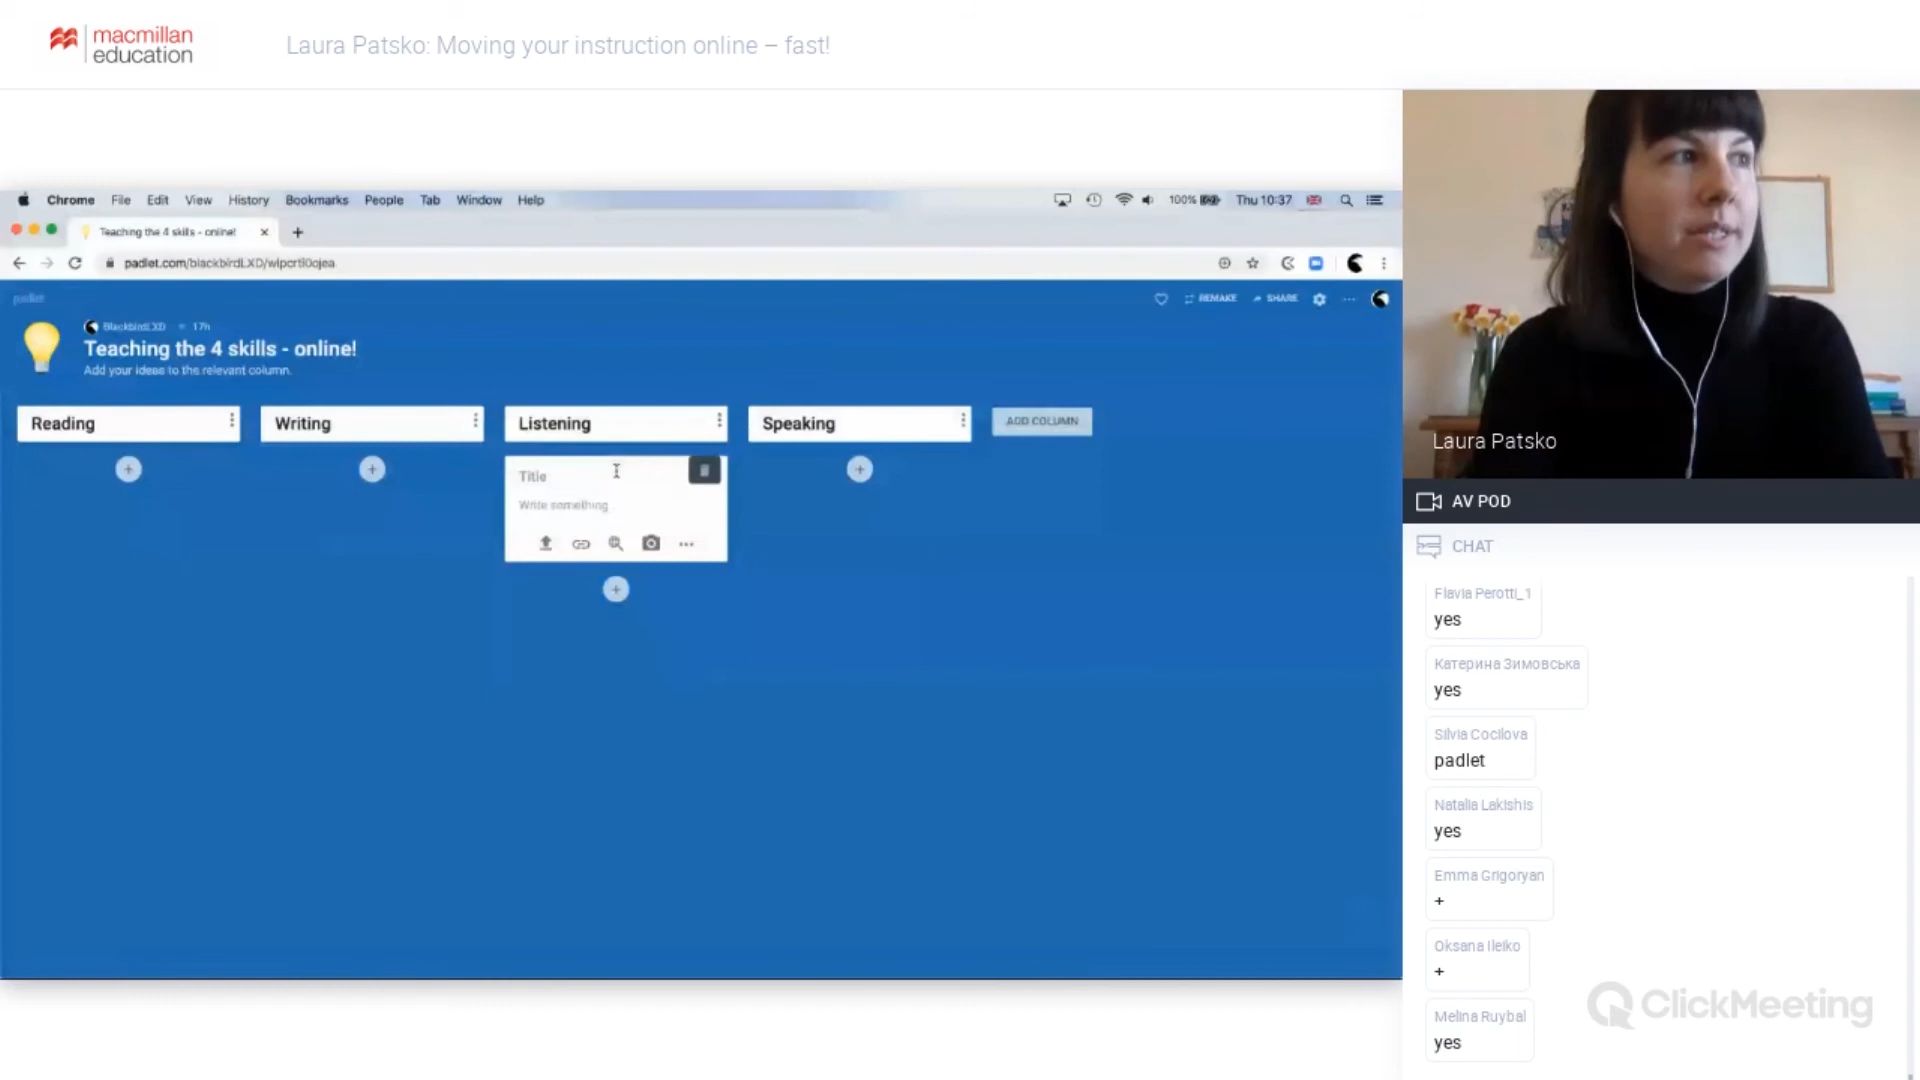 macmillan
education
Laura Patsko: Moving your instruction online – fast!
Chrome File Edit View History Bookmarks People Tab Window Help
100% Thu 10:37
Teaching the 4 skills - online!
padlet
REMAKE SHARE
BlackbirdLXD 17h
Teaching the 4 skills - online!
Add your ideas to the relevant column.
Reading Writing Listening Speaking ADD COLUMN
Title
Write something
Laura Patsko
AV POD
CHAT
Flavia Perotti_1
yes
Катерина Зимовська
yes
Silvia Cocilova
padlet
Natalia Lakishis
yes
Emma Grigoryan
+
Oksana Ileiko
+
Melina Ruybal
yes
ClickMeeting